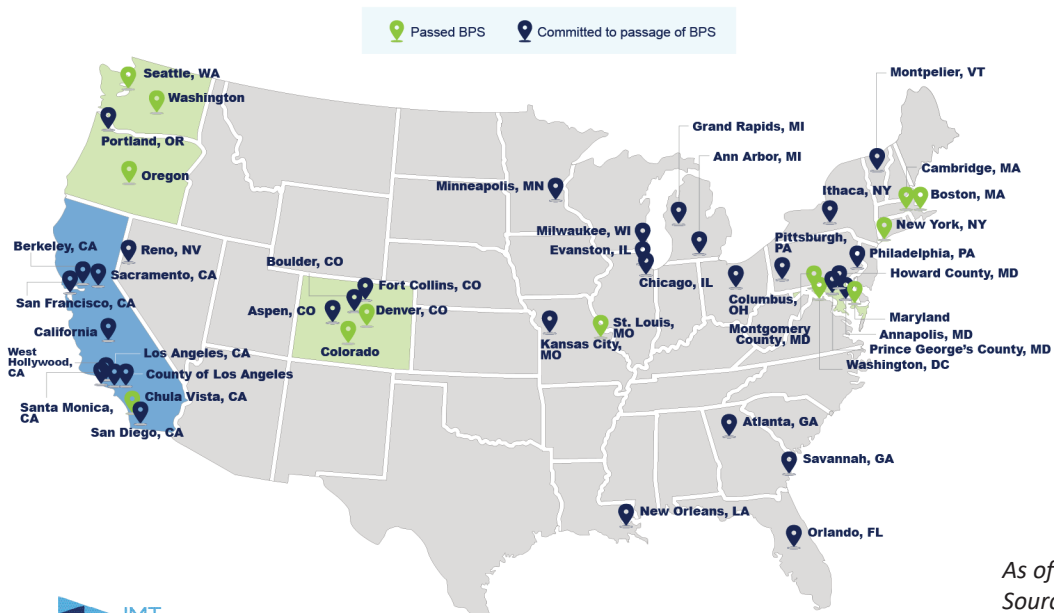 Passed BPS
Committed to passage of BPS
Seattle, WA
Washington
Portland, OR
Oregon
Berkeley, CA
Reno, NV
Sacramento, CA
San Francisco, CA
California
West
Hollywood,
CA
Los Angeles, CA
County of Los Angeles
Santa Monica,
CA
Chula Vista, CA
San Diego, CA
Boulder, CO
Fort Collins, CO
Aspen, CO
Denver, CO
Colorado
Minneapolis, MN
Milwaukee, WI
Evanston, IL
Chicago, IL
Grand Rapids, MI
Ann Arbor, MI
Kansas City,
MO
St. Louis,
MO
Columbus,
OH
Pittsburgh,
PA
Montpelier, VT
Cambridge, MA
Ithaca, NY
Boston, MA
New York, NY
Philadelphia, PA
Howard County, MD
Maryland
Montgomery
County, MD
Annapolis, MD
Prince George's County, MD
Washington, DC
Atlanta, GA
Savannah, GA
New Orleans, LA
Orlando, FL
As of